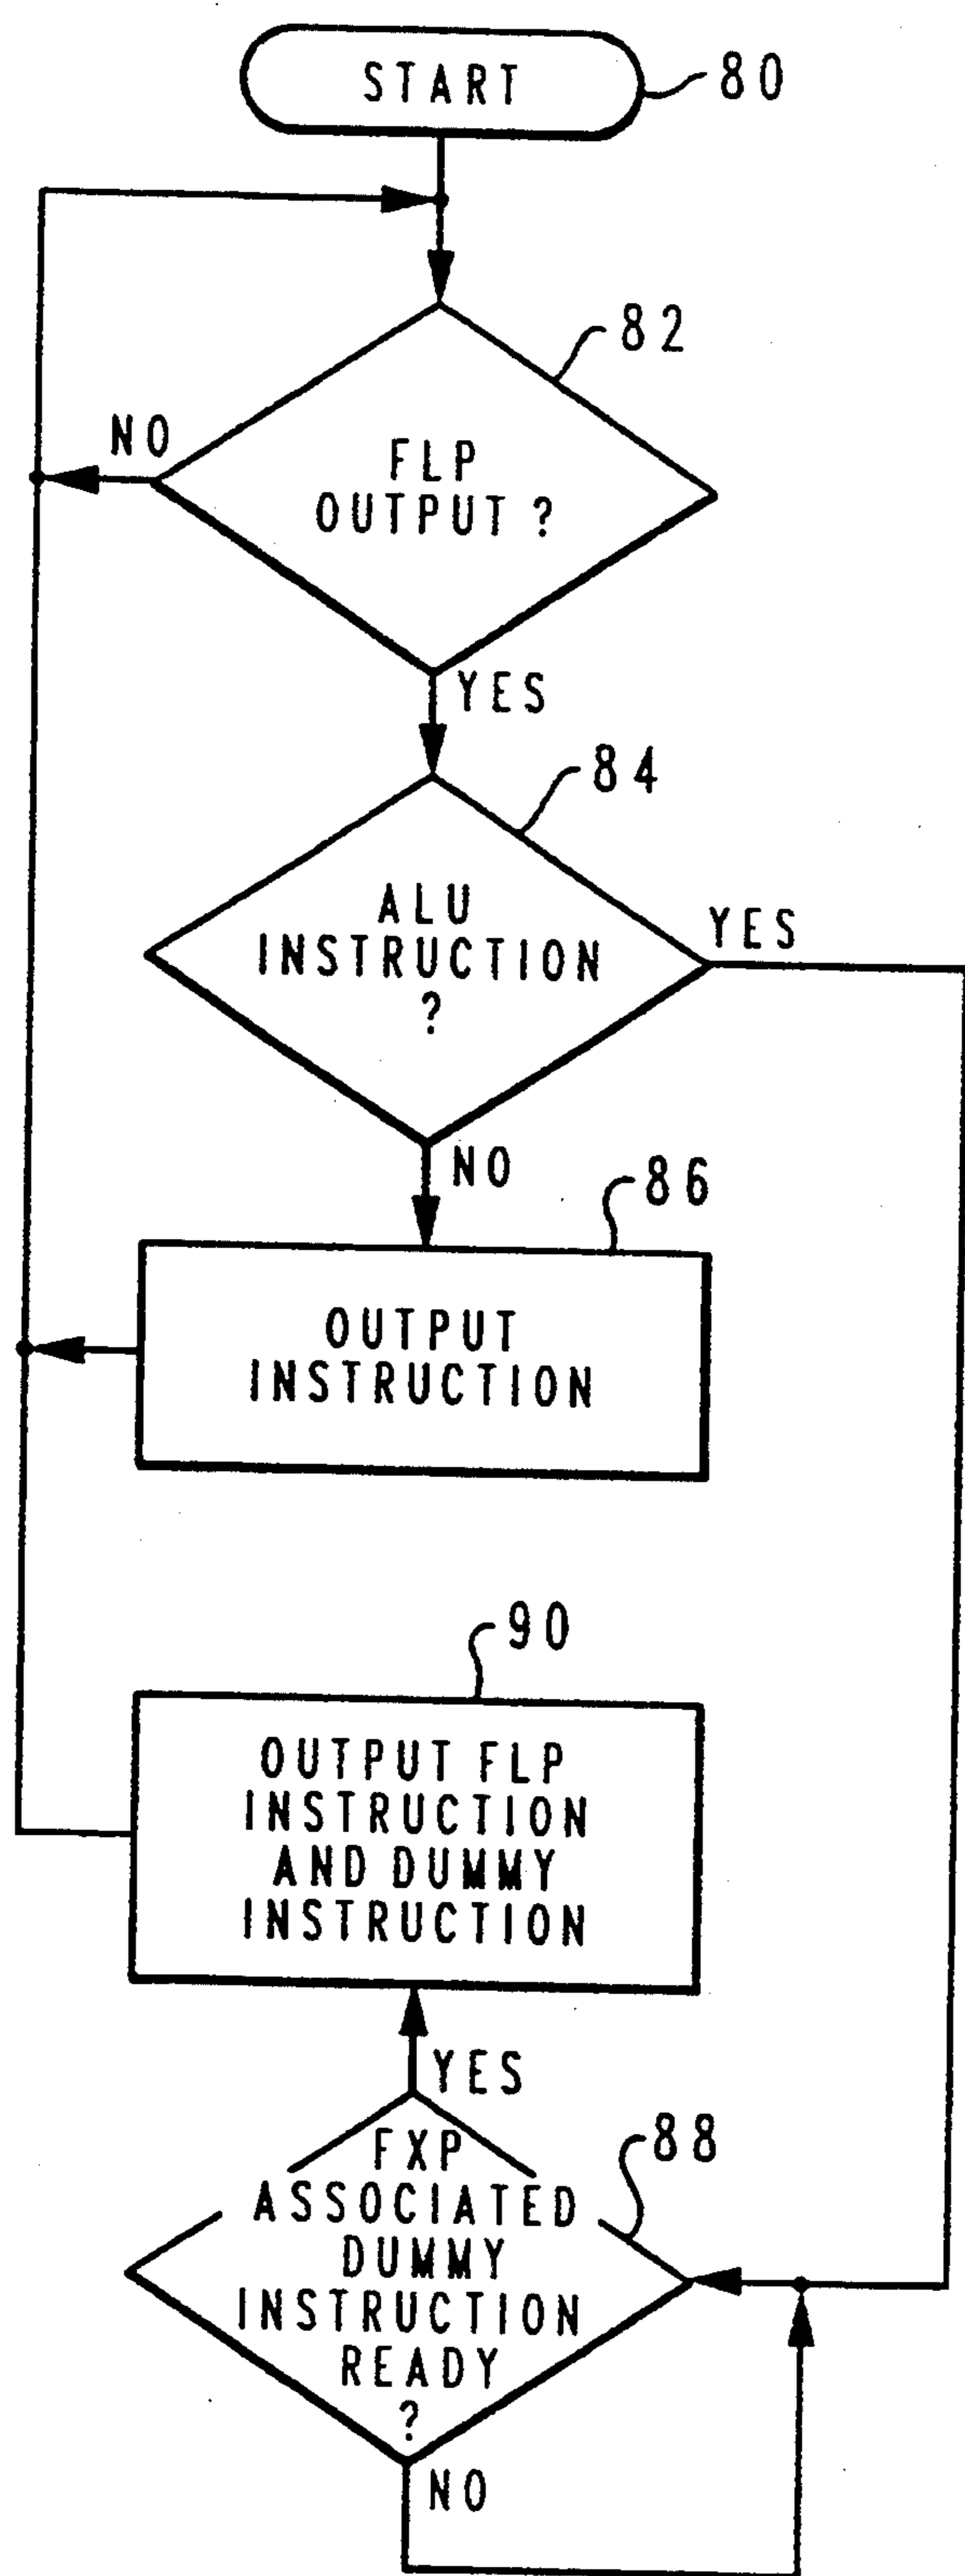 START
80
82
NO
FLP
OUTPUT ?
YES
84
ALU
INSTRUCTION
?
YES
NO
86
OUTPUT
INSTRUCTION
90
OUTPUT FLP
INSTRUCTION
AND DUMMY
INSTRUCTION
YES
88
FXP
ASSOCIATED
DUMMY
INSTRUCTION
READY
?
NO